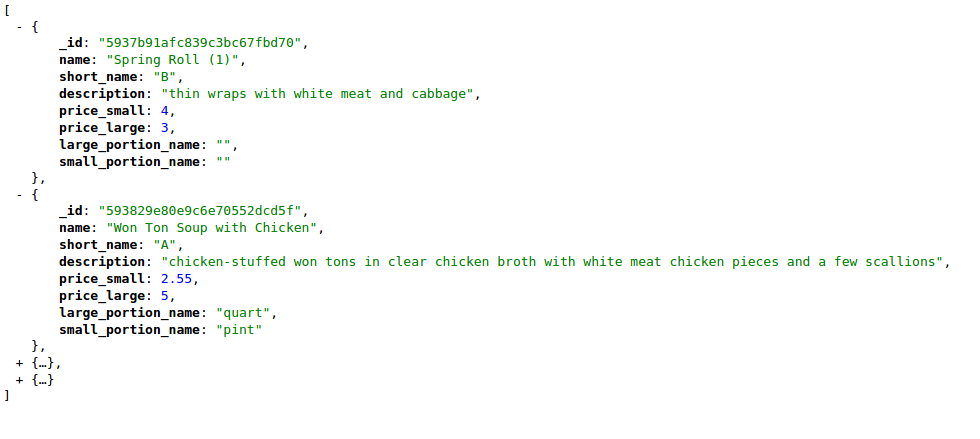 [
- {
_id: "5937b91afc839c3bc67fbd70",
name: "Spring Roll (1)",
short_name: "B",
description: "thin wraps with white meat and cabbage",
price_small: 4,
price_large: 3,
large_portion_name: "",
small_portion_name: ""
},
- {
_id: "593829e80e9c6e70552dcd5f",
name: "Won Ton Soup with Chicken",
short_name: "A",
description: "chicken-stuffed won tons in clear chicken broth with white meat chicken pieces and a few scallions",
price_small: 2.55,
price_large: 5,
large_portion_name: "quart",
small_portion_name: "pint"
},
+ {…},
+ {…}
]